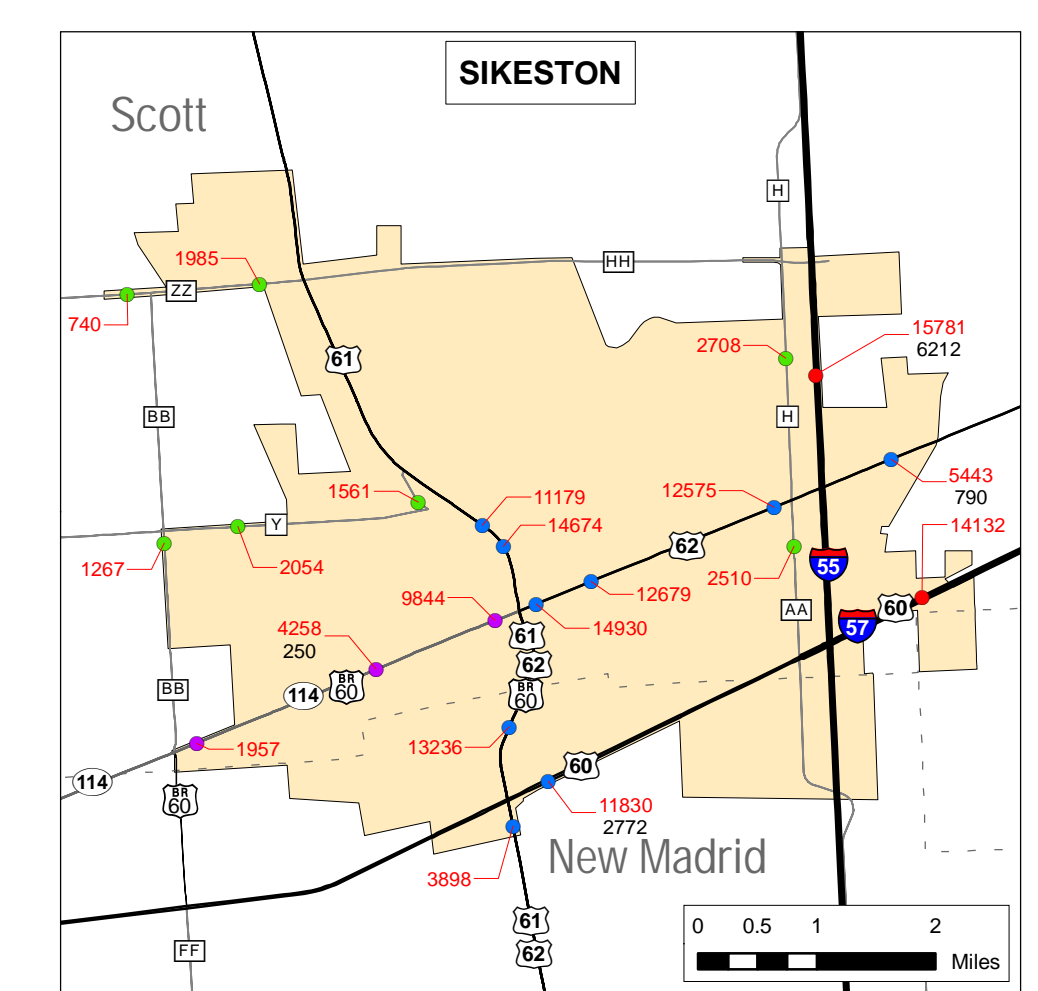 SIKESTON
Scott
H
HH
1985
ZZ
740
15781
6212
2708
61
BB
H
5443
790
12575
1561
11179
14132
14674
Y
62
1267
2054
2510
55
12679
9844
60
AA
14930
57
4258
250
61
62
BR
60
BR
60
114
BB
1957
13236
60
114
BR
60
11830
2772
New Madrid
3898
61
62
FF
0 0.5 1 2
Miles